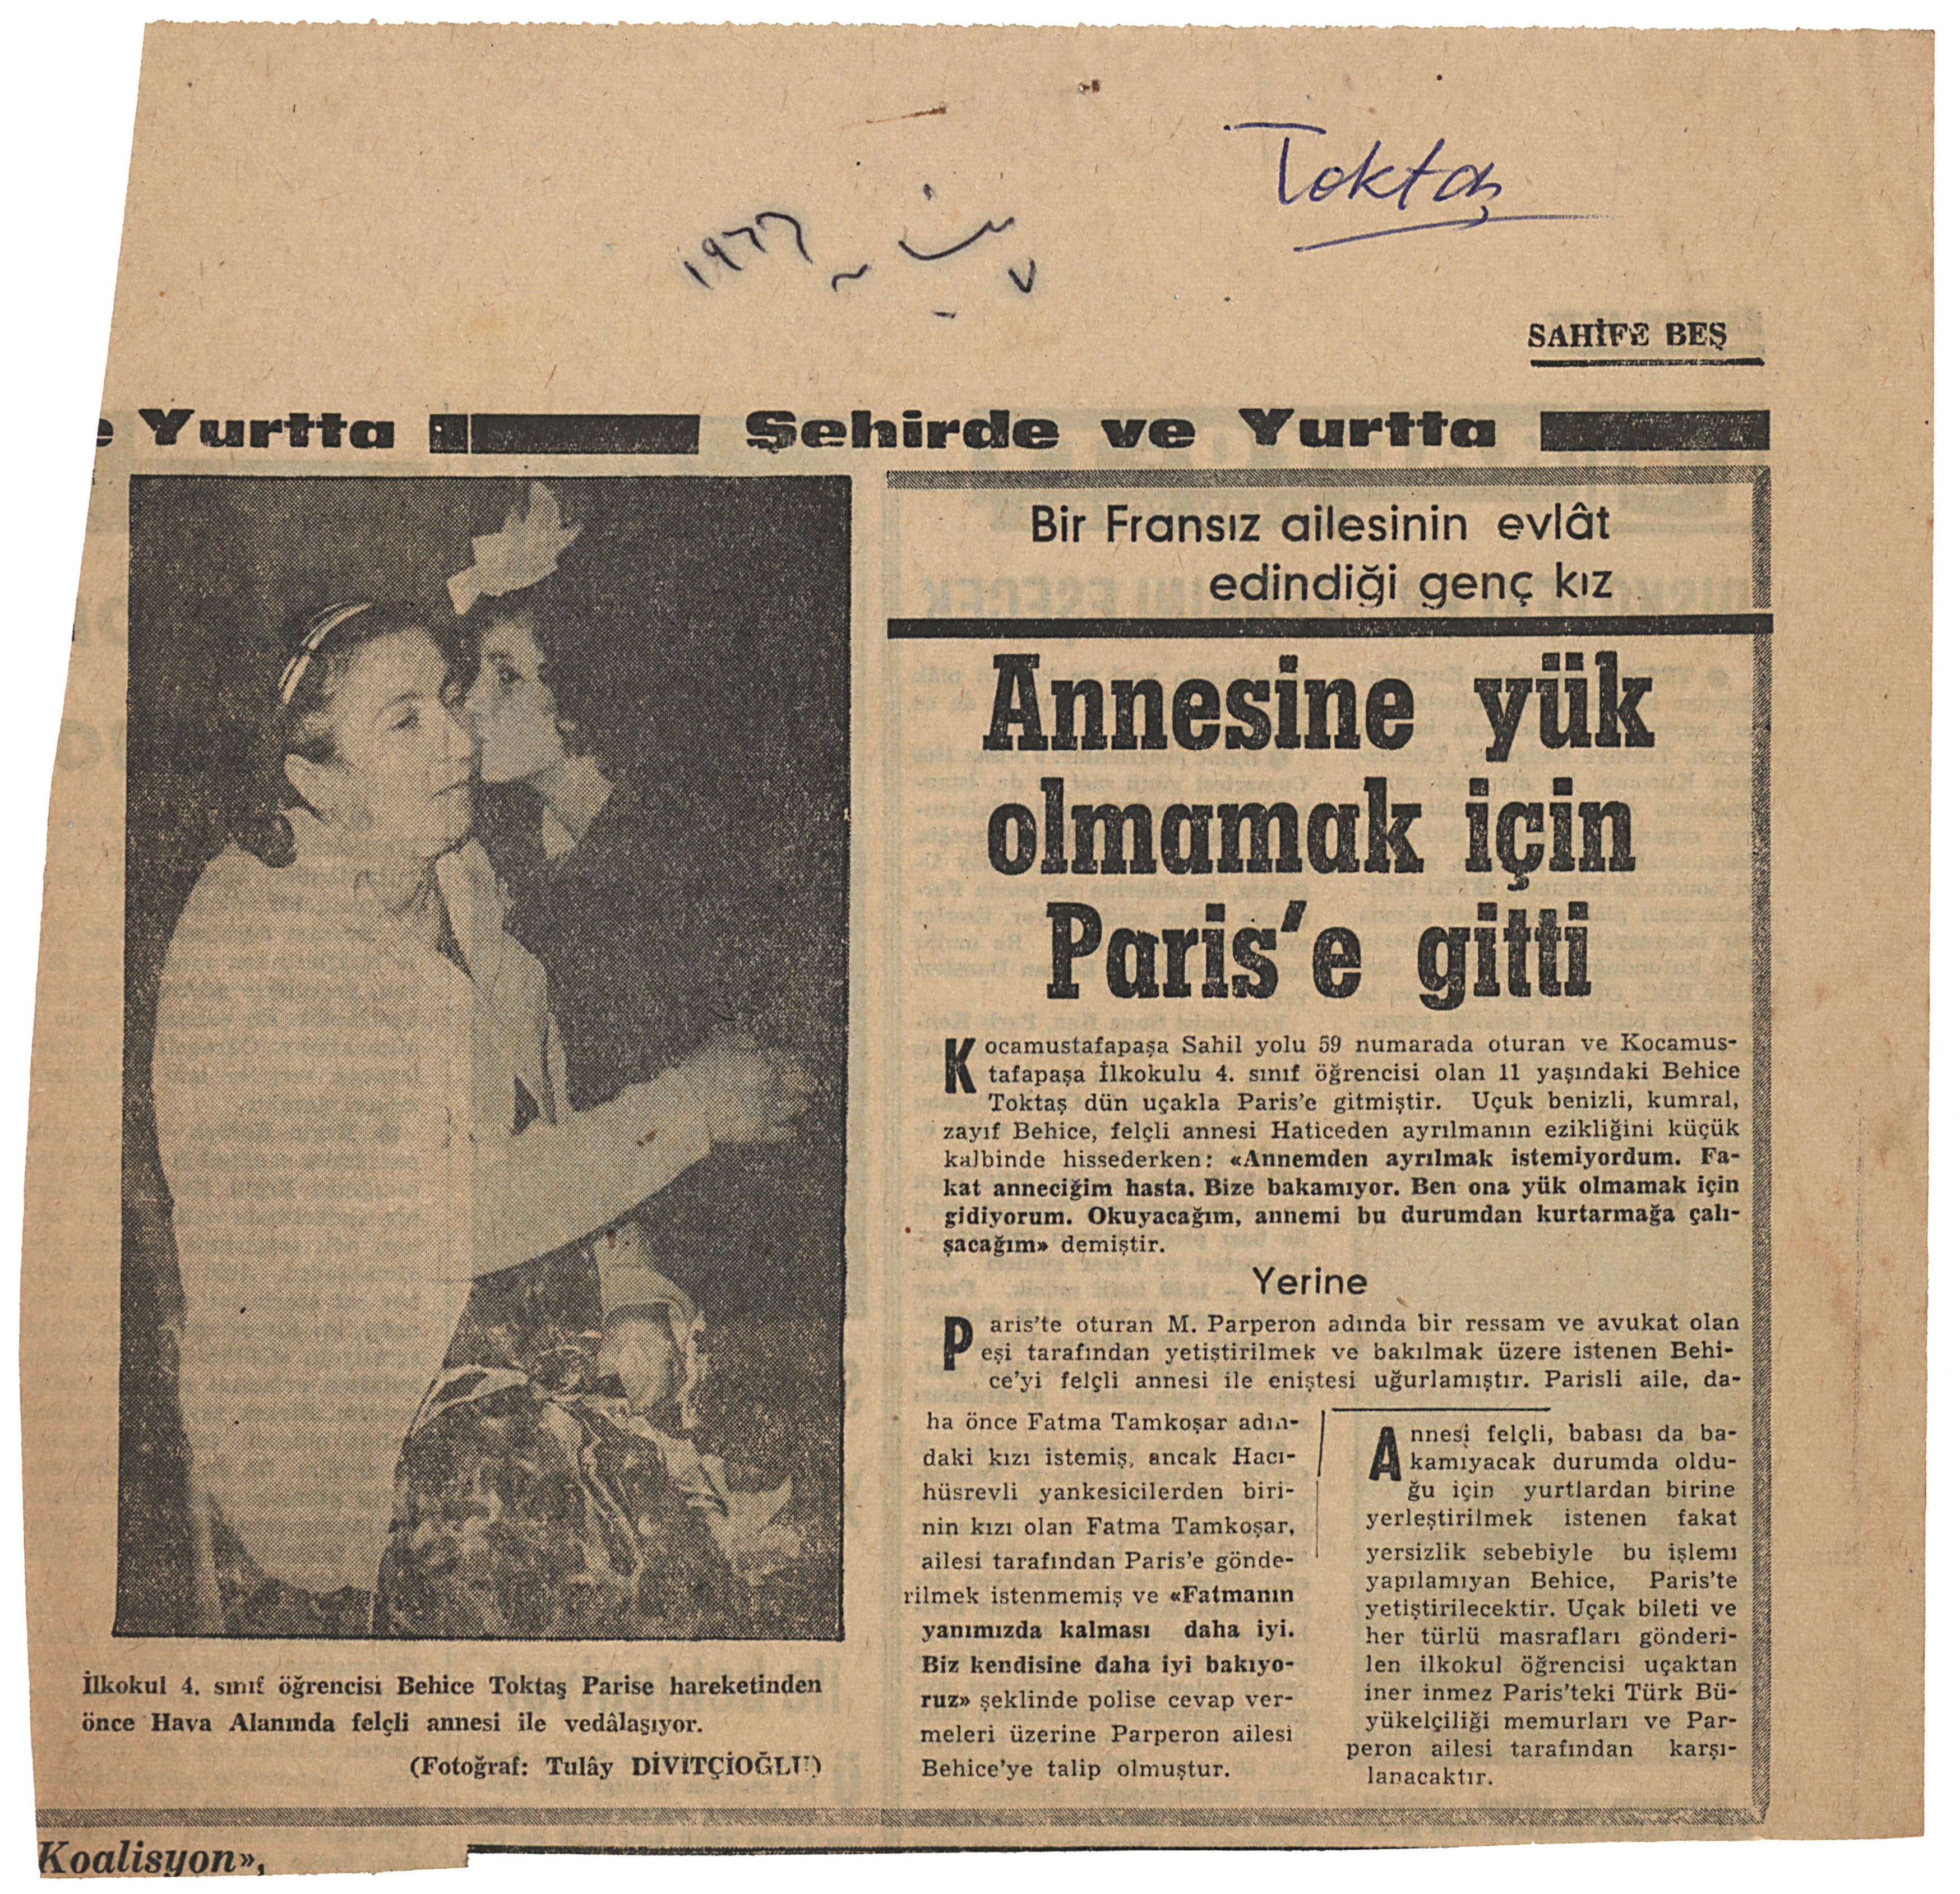 Toktaş
SAHİFE BEŞ
Yurtta
Şehirde ve Yurtta
Bir Fransız ailesinin evlât
edindiği genç kız
Annesine yük
olmamak için
Paris'e gitti
Kocamustafapaşa Sahil yolu 59 numarada oturan ve Kocamus-
tafapaşa İlkokulu 4. sınıf öğrencisi olan 11 yaşındaki Behice
Toktaş dün uçakla Paris'e gitmiştir. Uçuk benizli, kumral,
zayıf Behice, felçli annesi Haticeden ayrılmanın ezikliğini küçük
kalbinde hissederken: «Annemden ayrılmak istemiyordum. Fa-
kat anneciğim hasta. Bize bakamıyor. Ben ona yük olmamak için
gidiyorum. Okuyacağım, annemi bu durumdan kurtarmağa çalı-
şacağım» demiştir.
Yerine
Paris'te oturan M. Parperon adında bir ressam ve avukat olan
eşi tarafından yetiştirilmek ve bakılmak üzere istenen Behi-
ce'yi felçli annesi ile eniştesi uğurlamıştır. Parisli aile, da-
ha önce Fatma Tamkoşar adın-
daki kızı istemiş, ancak Hacı-
hüsrevli yankesicilerden biri-
nin kızı olan Fatma Tamkoşar,
ailesi tarafından Paris'e gönde-
rilmek istenmemiş ve «Fatmanın
yanımızda kalması daha iyi.
Biz kendisine daha iyi bakıyo-
ruz» şeklinde polise cevap ver-
meleri üzerine Parperon ailesi
Behice'ye talip olmuştur.
Annesi felçli, babası da ba-
kamıyacak durumda oldu-
ğu için yurtlardan birine
yerleştirilmek istenen fakat
yersizlik sebebiyle bu işlemi
yapılamıyan Behice, Paris'te
yetiştirilecektir. Uçak bileti ve
her türlü masrafları gönderi-
len ilkokul öğrencisi uçaktan
iner inmez Paris'teki Türk Bü-
yükelçiliği memurları ve Par-
peron ailesi tarafından karşı-
lanacaktır.
İlkokul 4. sınıf öğrencisi Behice Toktaş Parise hareketinden
önce Hava Alanında felçli annesi ile vedâlaşıyor.
(Fotoğraf: Tulây DİVİTÇİOĞLU)
Koalisyon»,